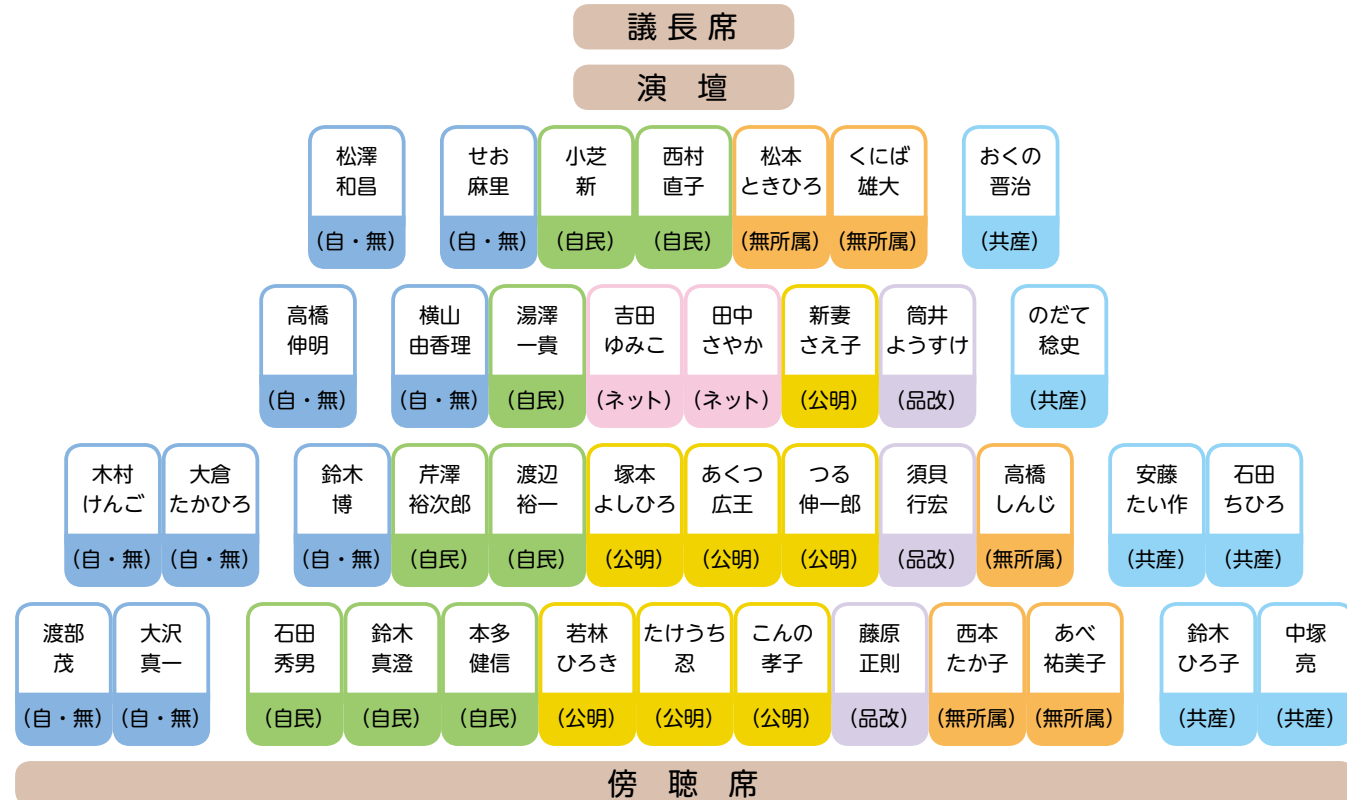 議長席
演 壇
松澤 せお 小芝 西村 松本 くにば おくの
和昌 麻里 新 直子 ときひろ 雄大 晋治
(自・無) (自・無) (自民) (自民) (無所属) (無所属) (共産)
高橋 横山 湯澤 吉田 田中 新妻 筒井 のだて
伸明 由香理 一貴 ゆみこ さやか さえ子 ようすけ 稔史
(自・無) (自・無) (自民) (ネット) (ネット) (公明) (品改) (共産)
木村 大倉 鈴木 芹澤 渡辺 塚本 あくつ つる 須貝 高橋 安藤 石田
けんご たかひろ 博 裕次郎 裕一 よしひろ 広王 伸一郎 行宏 しんじ たい作 ちひろ
(自・無) (自・無) (自・無) (自民) (自民) (公明) (公明) (公明) (品改) (無所属) (共産) (共産)
渡部 大沢 石田 鈴木 本多 若林 たけうち こんの 藤原 西本 あべ 鈴木 中塚
茂 真一 秀男 真澄 健信 ひろき 忍 孝子 正則 たか子 祐美子 ひろ子 亮
(自・無) (自・無) (自民) (自民) (自民) (公明) (公明) (公明) (品改) (無所属) (無所属) (共産) (共産)
傍 聴 席